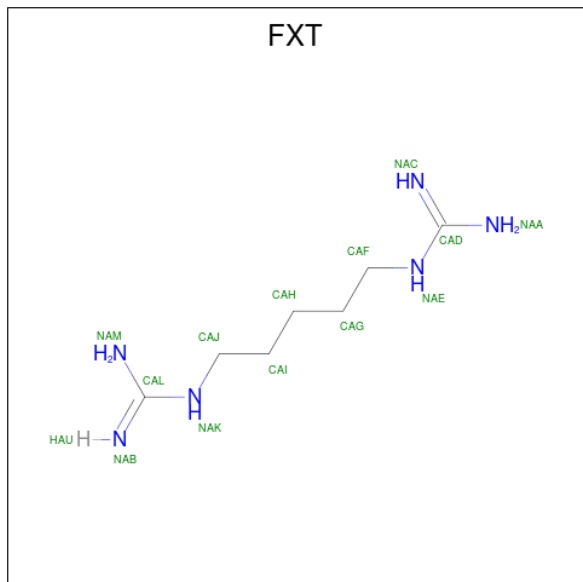 FXT
NAC
HN
NH₂ NAA
CAD
CAF
N
H
NAE
CAH
CAG
NAM
H₂N
CAJ
CAI
CAL
N
H
NAK
HAU H
N
NAB